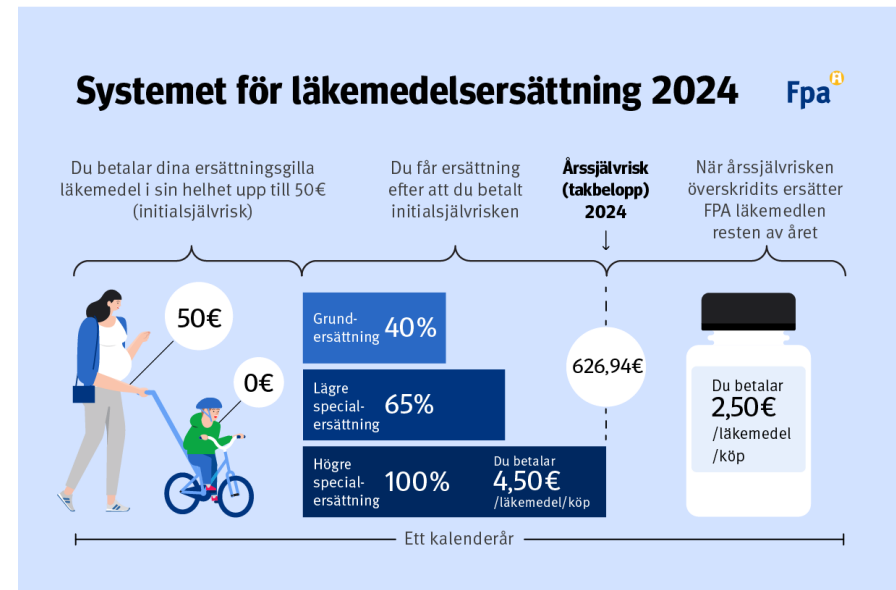 Systemet för läkemedelsersättning 2024
Fpa
Du betalar dina ersättningsgilla
läkemedel i sin helhet upp till 50€
(initialsjälvrisk)
Du får ersättning
efter att du betalt
initialsjälvrisken
Årssjälvrisk
(takbelopp)
2024
När årssjälvrisken
överskridits ersätter
FPA läkemedlen
resten av året
50€
0€
Grund-
ersättning 40%
Lägre
special-
ersättning
65%
Högre
special-
ersättning
100%
Du betalar
4,50€
/läkemedel/köp
626,94€
Du betalar
2,50€
/läkemedel
/köp
Ett kalenderår